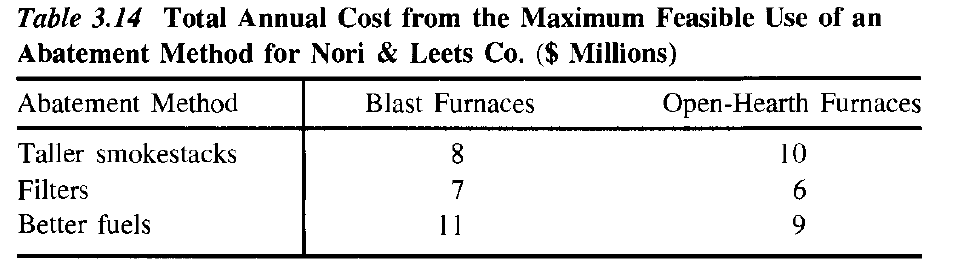 Table 3.14 Total Annual Cost from the Maximum Feasible Use of an
Abatement Method for Nori & Leets Co. ($ Millions)
Abatement Method Blast Furnaces Open-Hearth Furnaces
Taller smokestacks 8 10
Filters 7 6
Better fuels 11 9